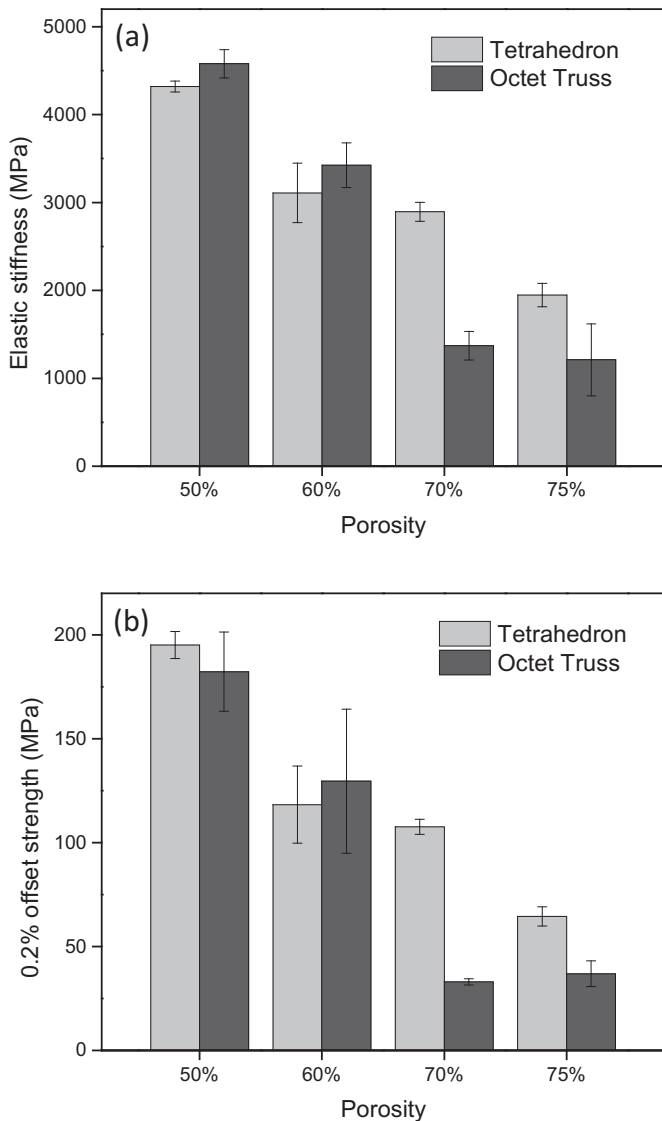 (a)
Tetrahedron
Octet Truss
Elastic stiffness (MPa)
5000
4000
3000
2000
1000
0
50% 60% 70% 75%
Porosity
(b)
Tetrahedron
Octet Truss
0.2% offset strength (MPa)
200
150
100
50
0
50% 60% 70% 75%
Porosity